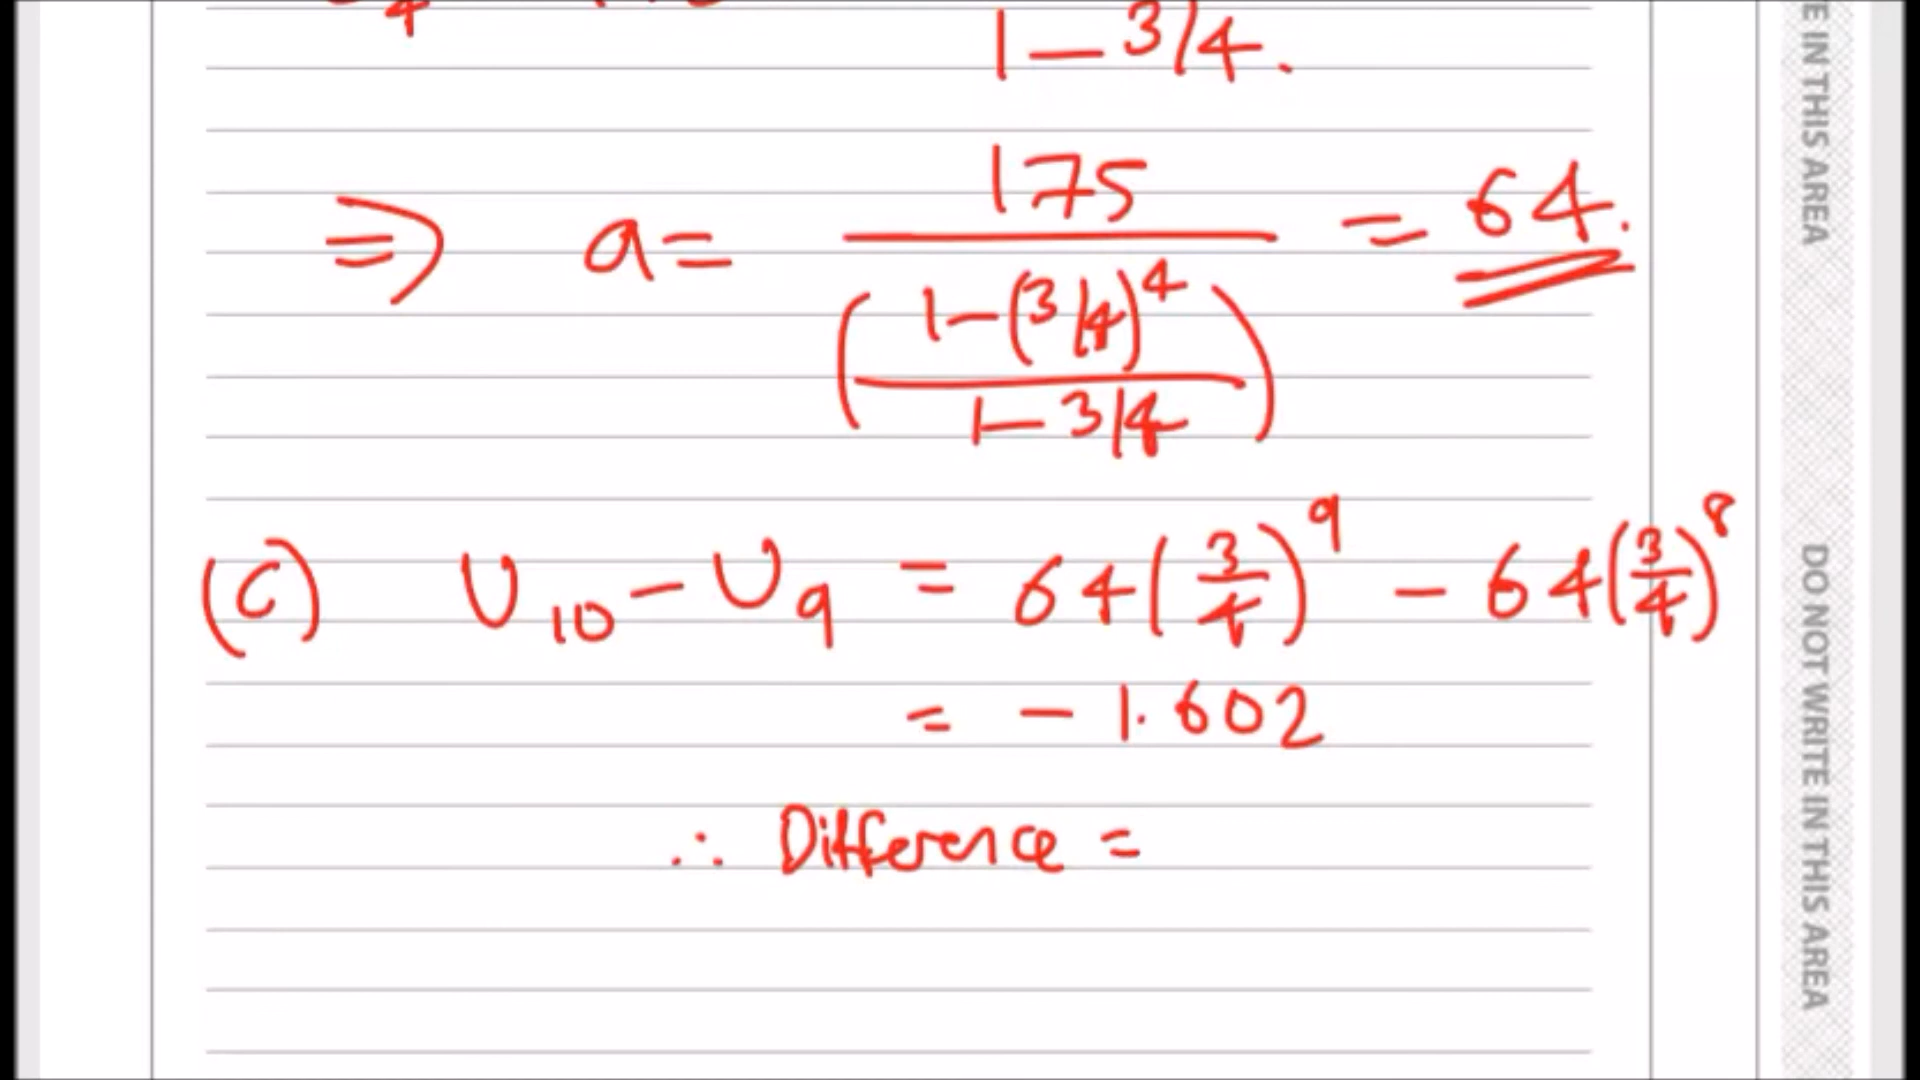 1 – 3/4.
⇒ a = 175 / ((1 – (3/4)^4) / (1 – 3/4)) = 64.
(c) U₁₀ – U₉ = 64(3/4)^9 – 64(3/4)^8
= – 1.602
∴ Difference =
E IN THIS AREA
DO NOT WRITE IN THIS AREA